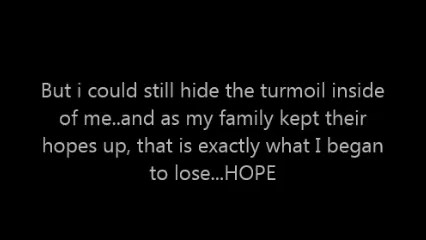 But i could still hide the turmoil inside
of me..and as my family kept their
hopes up, that is exactly what I began
to lose...HOPE